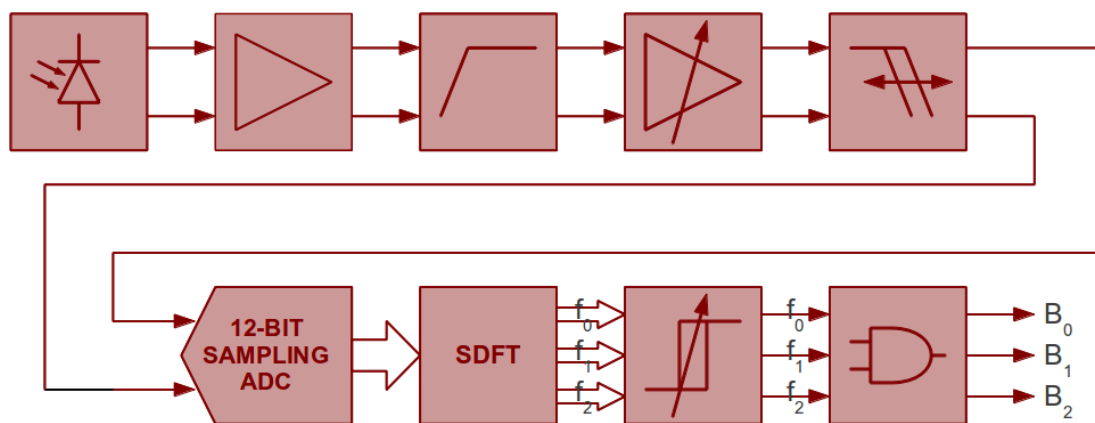 f₀ f₀ B₀
12-BIT
SAMPLING
ADC
SDFT
f₁ f₁ B₁
f₂ f₂ B₂